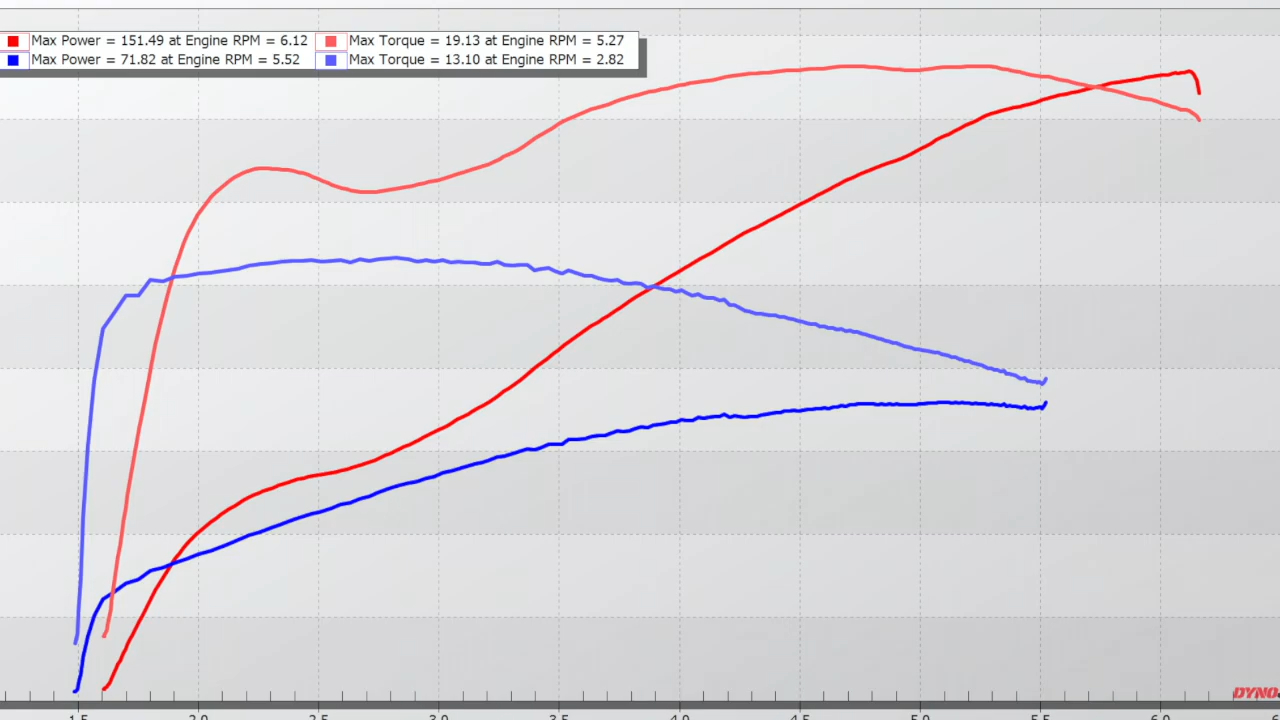 Max Power = 151.49 at Engine RPM = 6.12 Max Torque = 19.13 at Engine RPM = 5.27
Max Power = 71.82 at Engine RPM = 5.52 Max Torque = 13.10 at Engine RPM = 2.82
DYNO
1.5 2.0 2.5 3.0 3.5 4.0 4.5 5.0 5.5 6.0